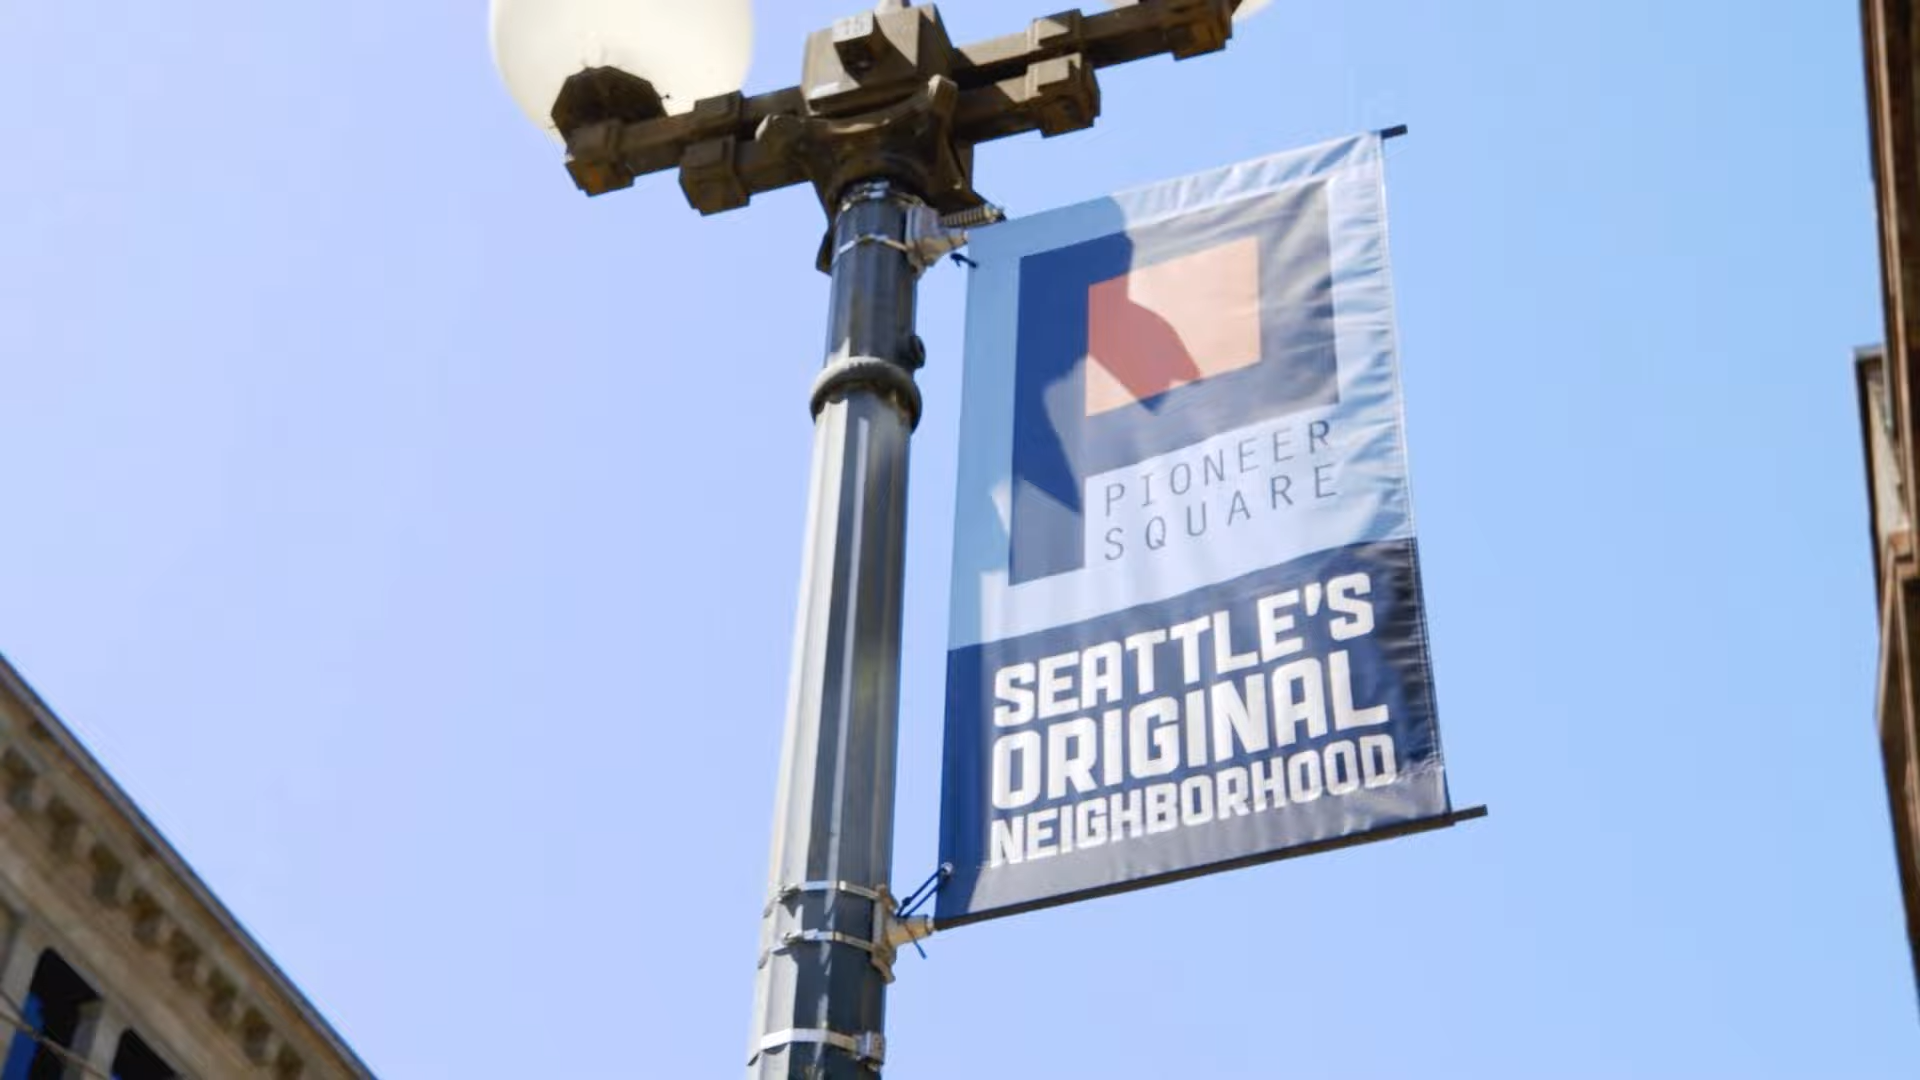 PIONEER
SQUARE
SEATTLE'S
ORIGINAL
NEIGHBORHOOD